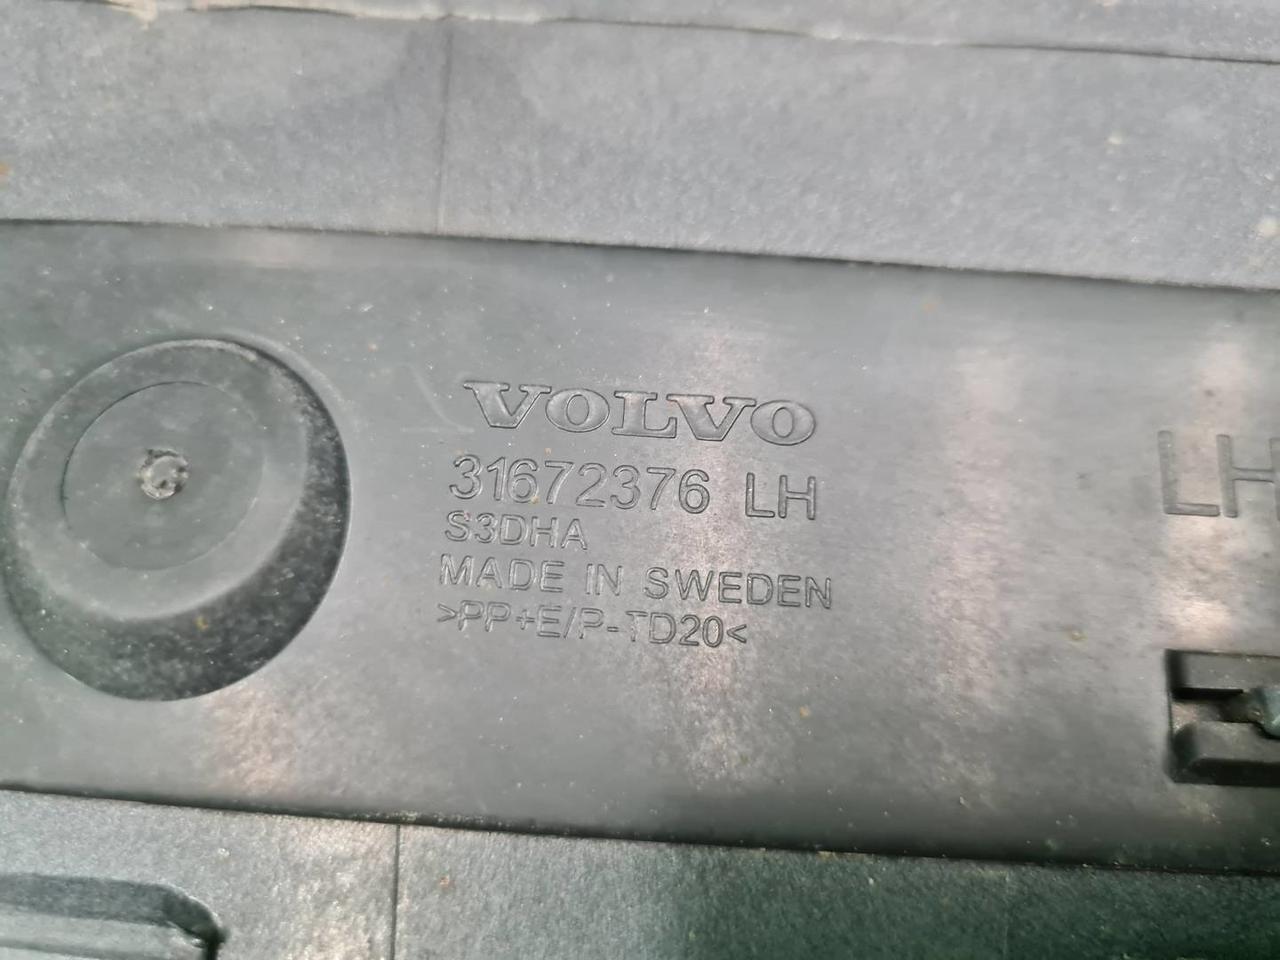 VOLVO
31672376 LH
S3DHA
MADE IN SWEDEN
>PP+E/P-TD20<
LH